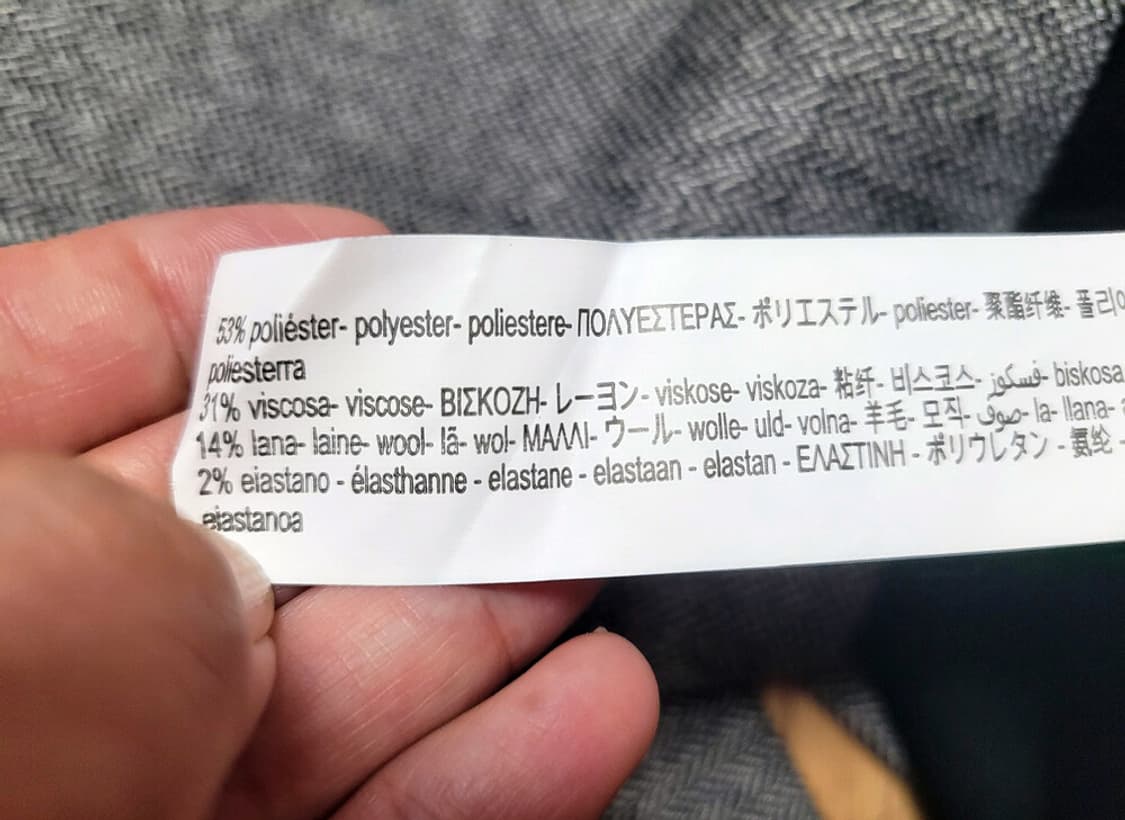 53% poliéster- polyester- poliestere- ΠΟΛΥΕΣΤΕΡΑΣ- ポリエステル- poliester- 聚酯纤维- 폴리
poliesterra
31% viscosa- viscose- ΒΙΣΚΟΖΗ- レーヨン- viskose- viskoza- 粘纤- 비스코스- فسكوز- biskosa
14% lana- laine- wool- lã- wol- ΜΑΛΛΙ- ウール- wolle- uld- volna- 羊毛- 모직- صوف- la- llana-
2% eiastano - élasthanne - elastane - elastaan - elastan - ΕΛΑΣΤΙΝΗ - ポリウレタン - 氨纶 -
eiastanoa